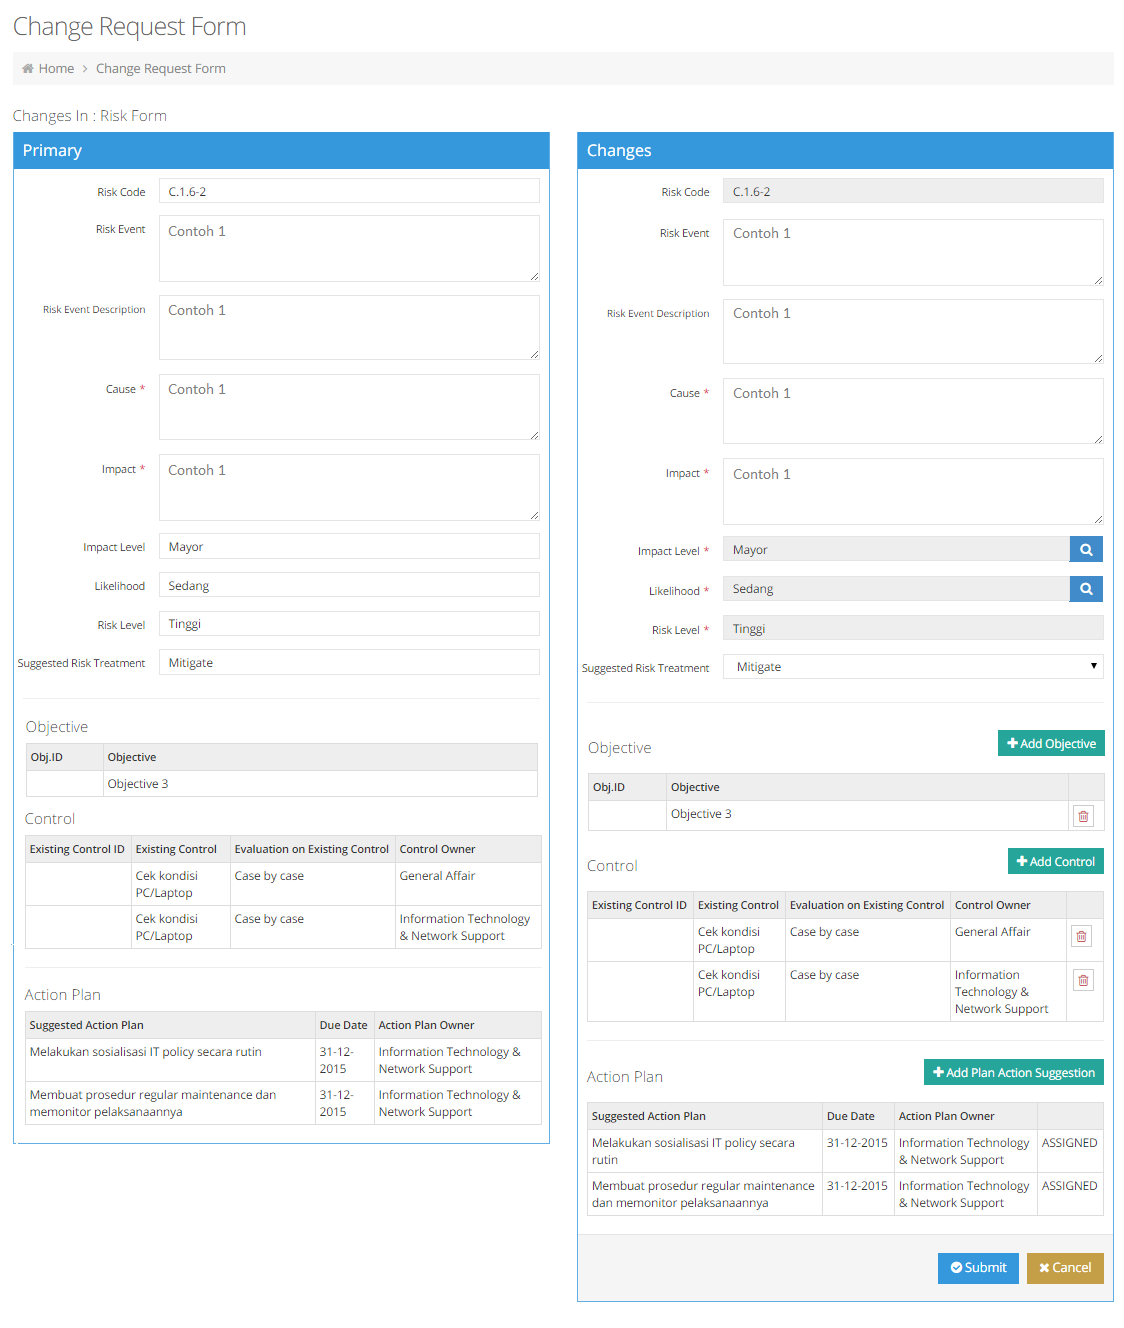 Change Request Form
Home > Change Request Form
Changes In : Risk Form
Primary
Risk Code C.1.6-2
Risk Event Contoh 1
Risk Event Description Contoh 1
Cause * Contoh 1
Impact * Contoh 1
Impact Level Mayor
Likelihood Sedang
Risk Level Tinggi
Suggested Risk Treatment Mitigate
Objective
Obj.ID Objective
Objective 3
Control
Existing Control ID Existing Control Evaluation on Existing Control Control Owner
Cek kondisi Case by case General Affair
PC/Laptop
Cek kondisi Case by case Information Technology
PC/Laptop & Network Support
Action Plan
Suggested Action Plan Due Date Action Plan Owner
Melakukan sosialisasi IT policy secara rutin 31-12- Information Technology &
2015 Network Support
Membuat prosedur regular maintenance dan 31-12- Information Technology &
memonitor pelaksanaannya 2015 Network Support
Changes
Risk Code C.1.6-2
Risk Event Contoh 1
Risk Event Description Contoh 1
Cause * Contoh 1
Impact * Contoh 1
Impact Level * Mayor
Likelihood * Sedang
Risk Level * Tinggi
Suggested Risk Treatment Mitigate
Objective Add Objective
Obj.ID Objective
Objective 3
Control Add Control
Existing Control ID Existing Control Evaluation on Existing Control Control Owner
Cek kondisi Case by case General Affair
PC/Laptop
Cek kondisi Case by case Information
PC/Laptop Technology &
Network Support
Action Plan Add Plan Action Suggestion
Suggested Action Plan Due Date Action Plan Owner
Melakukan sosialisasi IT policy secara 31-12-2015 Information Technology ASSIGNED
rutin & Network Support
Membuat prosedur regular maintenance 31-12-2015 Information Technology ASSIGNED
dan memonitor pelaksanaannya & Network Support
Submit Cancel